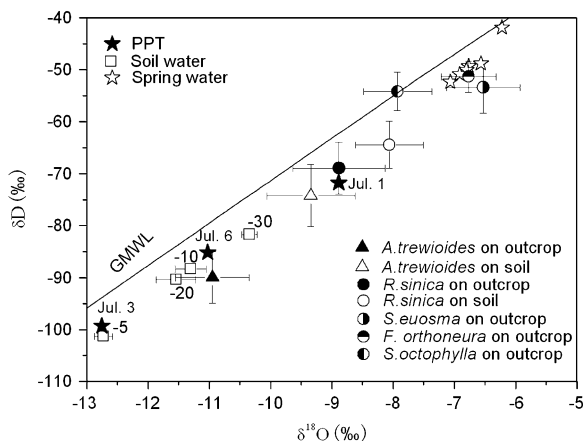 -40
-50
-60
-70
-80
-90
-100
-110
δD (‰)
PPT
Soil water
Spring water
GMWL
Jul. 1
-30
Jul. 6
-10
-20
Jul. 3
-5
A.trewioides on outcrop
A.trewioides on soil
R.sinica on outcrop
R.sinica on soil
S.euosma on outcrop
F. orthoneura on outcrop
S.octophylla on outcrop
-13 -12 -11 -10 -9 -8 -7 -6 -5
δ¹⁸O (‰)